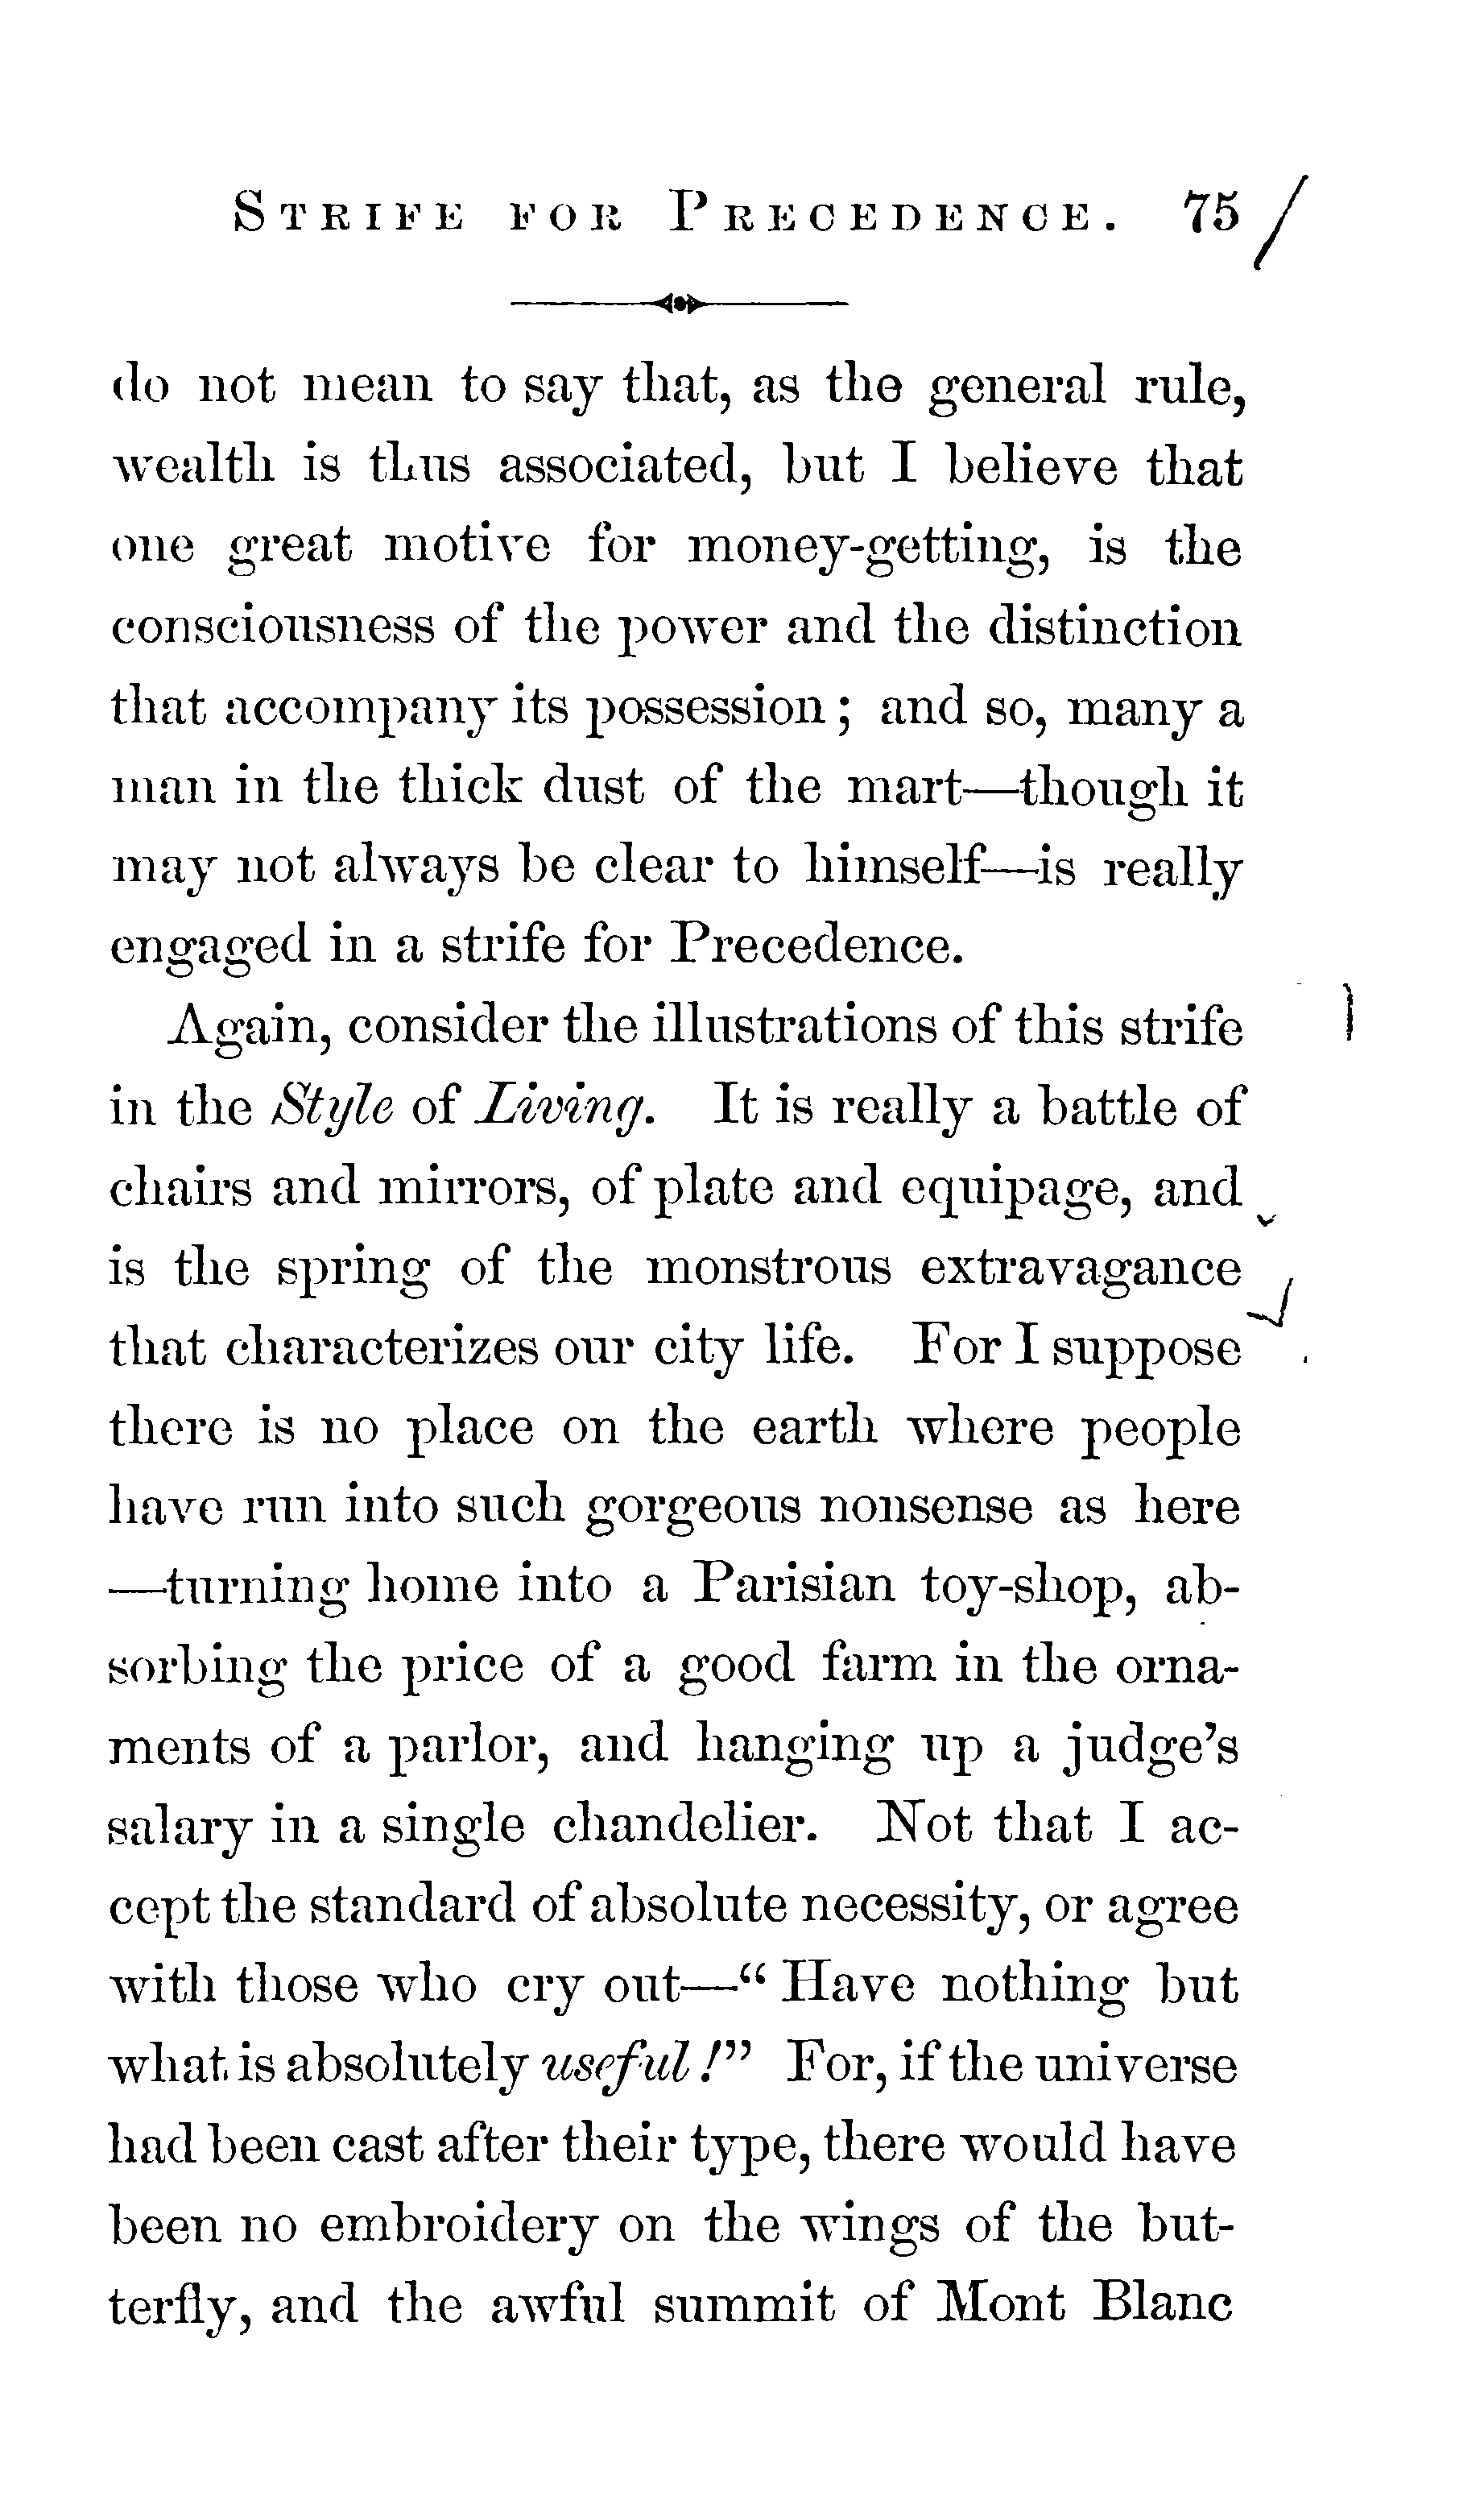 STRIFE FOR PRECEDENCE. 75
do not mean to say that, as the general rule,
wealth is thus associated, but I believe that
one great motive for money-getting, is the
consciousness of the power and the distinction
that accompany its possession; and so, many a
man in the thick dust of the mart—though it
may not always be clear to himself—is really
engaged in a strife for Precedence.
Again, consider the illustrations of this strife
in the Style of Living. It is really a battle of
chairs and mirrors, of plate and equipage, and
is the spring of the monstrous extravagance
that characterizes our city life. For I suppose
there is no place on the earth where people
have run into such gorgeous nonsense as here
—turning home into a Parisian toy-shop, ab-
sorbing the price of a good farm in the orna-
ments of a parlor, and hanging up a judge's
salary in a single chandelier. Not that I ac-
cept the standard of absolute necessity, or agree
with those who cry out—“ Have nothing but
what is absolutely useful !” For, if the universe
had been cast after their type, there would have
been no embroidery on the wings of the but-
terfly, and the awful summit of Mont Blanc